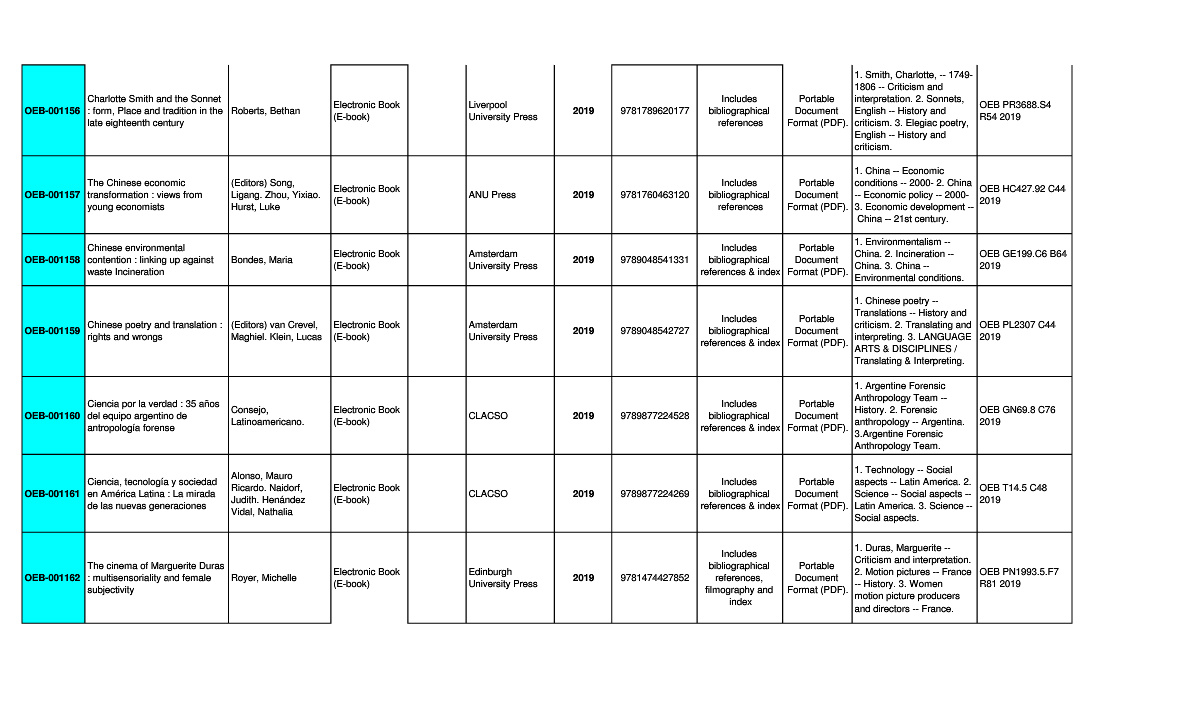 OEB-001156
Charlotte Smith and the Sonnet
: form, Place and tradition in the
late eighteenth century
Roberts, Bethan
Electronic Book
(E-book)
Liverpool
University Press
2019
9781789620177
Includes
bibliographical
references
Portable
Document
Format (PDF).
1. Smith, Charlotte, -- 1749-
1806 -- Criticism and
interpretation. 2. Sonnets,
English -- History and
criticism. 3. Elegiac poetry,
English -- History and
criticism.
OEB PR3688.S4
R54 2019
OEB-001157
The Chinese economic
transformation : views from
young economists
(Editors) Song,
Ligang. Zhou, Yixiao.
Hurst, Luke
Electronic Book
(E-book)
ANU Press
2019
9781760463120
Includes
bibliographical
references
Portable
Document
Format (PDF).
1. China -- Economic
conditions -- 2000- 2. China
-- Economic policy -- 2000-
3. Economic development --
China -- 21st century.
OEB HC427.92 C44
2019
OEB-001158
Chinese environmental
contention : linking up against
waste Incineration
Bondes, Maria
Electronic Book
(E-book)
Amsterdam
University Press
2019
9789048541331
Includes
bibliographical
references & index
Portable
Document
Format (PDF).
1. Environmentalism --
China. 2. Incineration --
China. 3. China --
Environmental conditions.
OEB GE199.C6 B64
2019
OEB-001159
Chinese poetry and translation :
rights and wrongs
(Editors) van Crevel,
Maghiel. Klein, Lucas
Electronic Book
(E-book)
Amsterdam
University Press
2019
9789048542727
Includes
bibliographical
references & index
Portable
Document
Format (PDF).
1. Chinese poetry --
Translations -- History and
criticism. 2. Translating and
interpreting. 3. LANGUAGE
ARTS & DISCIPLINES /
Translating & Interpreting.
OEB PL2307 C44
2019
OEB-001160
Ciencia por la verdad : 35 años
del equipo argentino de
antropología forense
Consejo,
Latinoamericano.
Electronic Book
(E-book)
CLACSO
2019
9789877224528
Includes
bibliographical
references & index
Portable
Document
Format (PDF).
1. Argentine Forensic
Anthropology Team --
History. 2. Forensic
anthropology -- Argentina.
3.Argentine Forensic
Anthropology Team.
OEB GN69.8 C76
2019
OEB-001161
Ciencia, tecnología y sociedad
en América Latina : La mirada
de las nuevas generaciones
Alonso, Mauro
Ricardo. Naidorf,
Judith. Henández
Vidal, Nathalia
Electronic Book
(E-book)
CLACSO
2019
9789877224269
Includes
bibliographical
references & index
Portable
Document
Format (PDF).
1. Technology -- Social
aspects -- Latin America. 2.
Science -- Social aspects --
Latin America. 3. Science --
Social aspects.
OEB T14.5 C48
2019
OEB-001162
The cinema of Marguerite Duras
: multisensoriality and female
subjectivity
Royer, Michelle
Electronic Book
(E-book)
Edinburgh
University Press
2019
9781474427852
Includes
bibliographical
references,
filmography and
index
Portable
Document
Format (PDF).
1. Duras, Marguerite --
Criticism and interpretation.
2. Motion pictures -- France
-- History. 3. Women
motion picture producers
and directors -- France.
OEB PN1993.5.F7
R81 2019